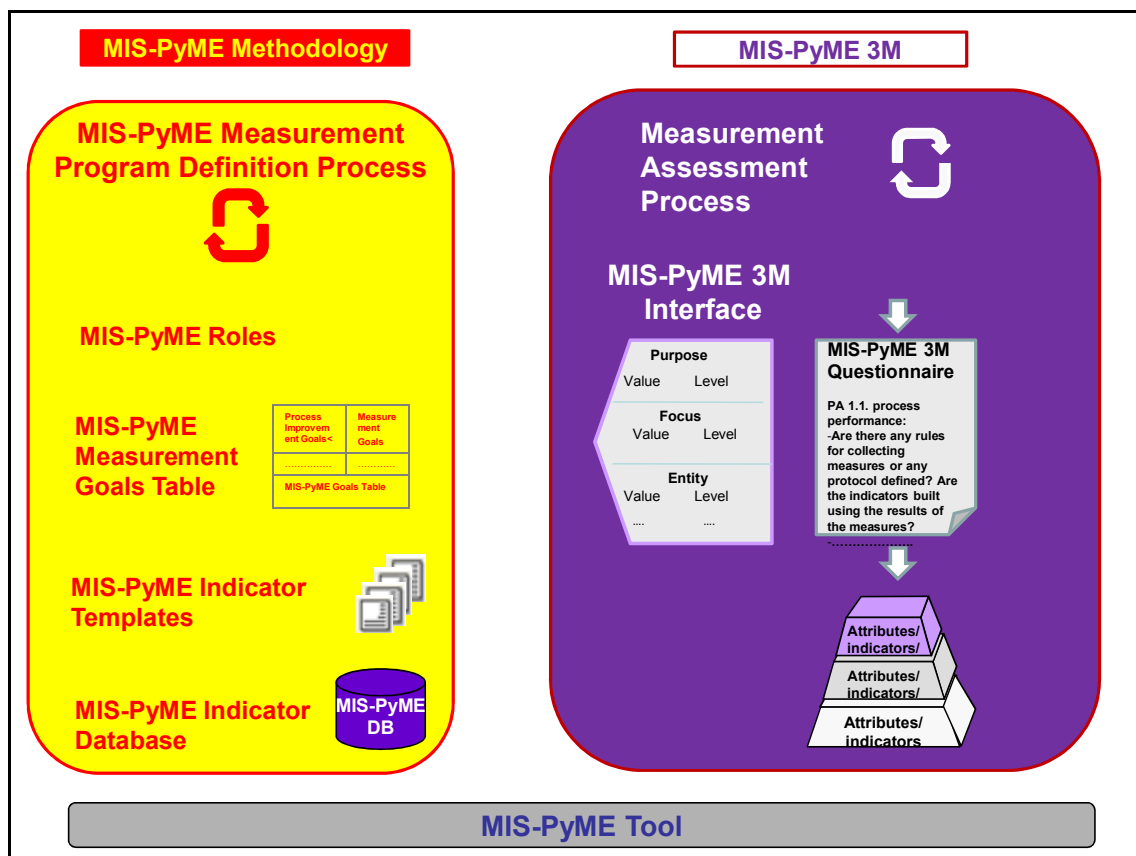 MIS-PyME Methodology
MIS-PyME Measurement
Program Definition Process
MIS-PyME Roles
MIS-PyME
Measurement
Goals Table
Process
Improvem
ent Goals<
Measure
ment
Goals
...............
............
MIS-PyME Goals Table
MIS-PyME Indicator
Templates
MIS-PyME Indicator
Database
MIS-PyME
DB
MIS-PyME 3M
Measurement
Assessment
Process
MIS-PyME 3M
Interface
Purpose
Value Level
Focus
Value Level
Entity
Value Level
.... ....
MIS-PyME 3M
Questionnaire
PA 1.1. process
performance:
-Are there any rules
for collecting
measures or any
protocol defined? Are
the indicators built
using the results of
the measures?
-....................
Attributes/
indicators/
Attributes/
indicators/
Attributes/
indicators
MIS-PyME Tool